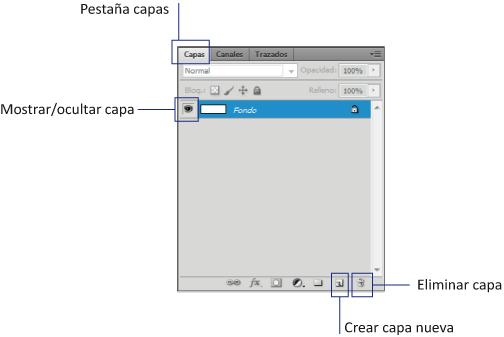 Pestaña capas
Capas Canales Trazados
Normal Opacidad: 100%
Bloq.: Relleno: 100%
Mostrar/ocultar capa
Fondo
fx
Eliminar capa
Crear capa nueva